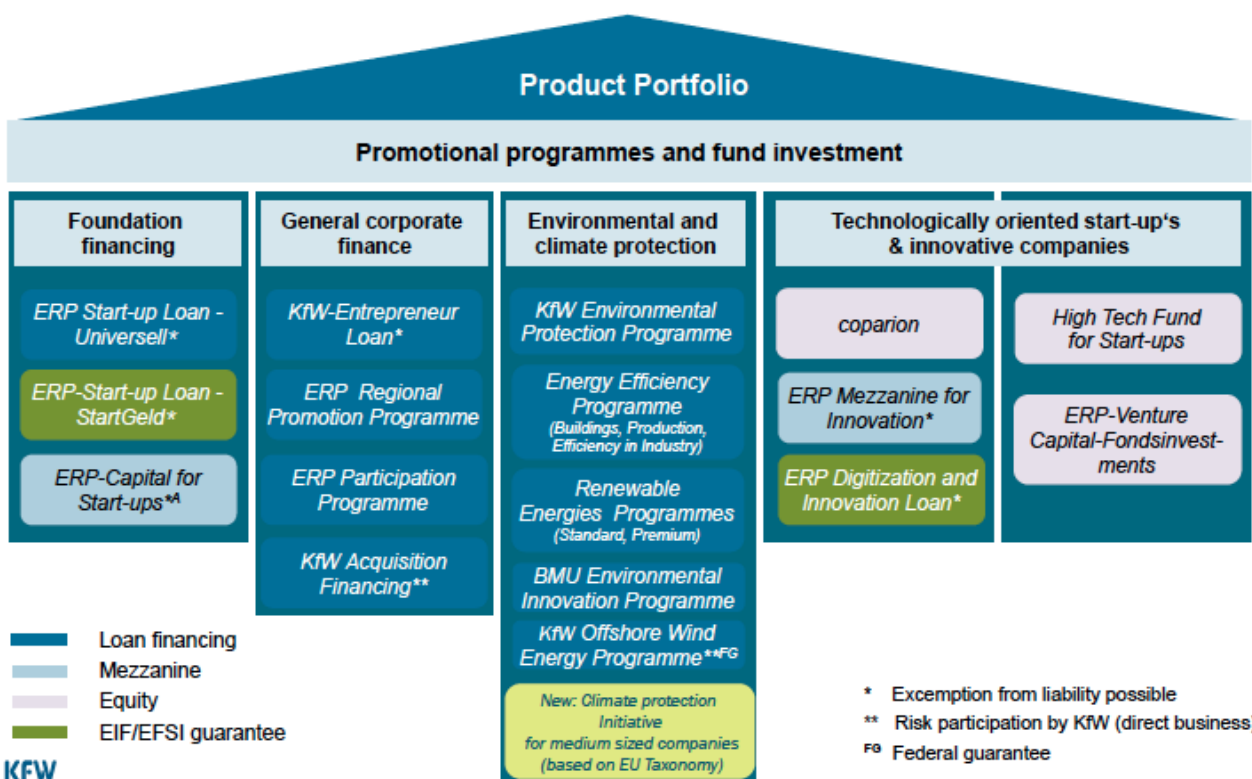 Product Portfolio
Promotional programmes and fund investment
Foundation
financing
ERP Start-up Loan -
Universell*
ERP-Start-up Loan -
StartGeld*
ERP-Capital for
Start-ups*A
General corporate
finance
KfW-Entrepreneur
Loan*
ERP Regional
Promotion Programme
ERP Participation
Programme
KfW Acquisition
Financing**
Environmental and
climate protection
KfW Environmental
Protection Programme
Energy Efficiency
Programme
(Buildings, Production,
Efficiency in Industry)
Renewable
Energies Programmes
(Standard, Premium)
BMU Environmental
Innovation Programme
KfW Offshore Wind
Energy Programme**FG
New: Climate protection
Initiative
for medium sized companies
(based on EU Taxonomy)
Technologically oriented start-up's
& innovative companies
coparion
ERP Mezzanine for
Innovation*
ERP Digitization and
Innovation Loan*
High Tech Fund
for Start-ups
ERP-Venture
Capital-Fondsinvest-
ments
Loan financing
Mezzanine
Equity
EIF/EFSI guarantee
* Excemption from liability possible
** Risk participation by KfW (direct business)
FG Federal guarantee
KFW